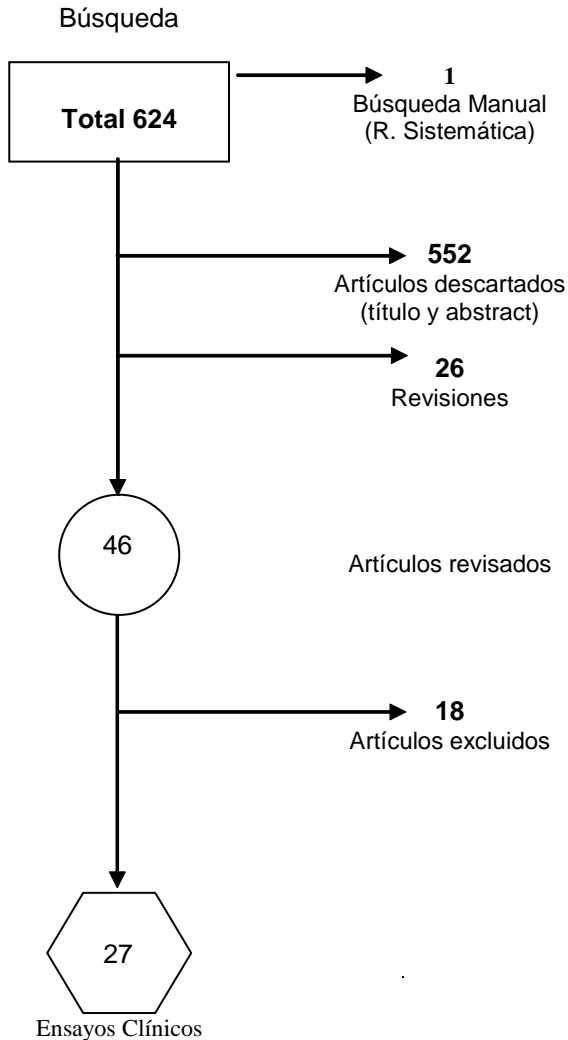 Búsqueda
Total 624
1
Búsqueda Manual
(R. Sistemática)
552
Artículos descartados
(título y abstract)
26
Revisiones
46
Artículos revisados
18
Artículos excluidos
27
.
Ensayos Clínicos